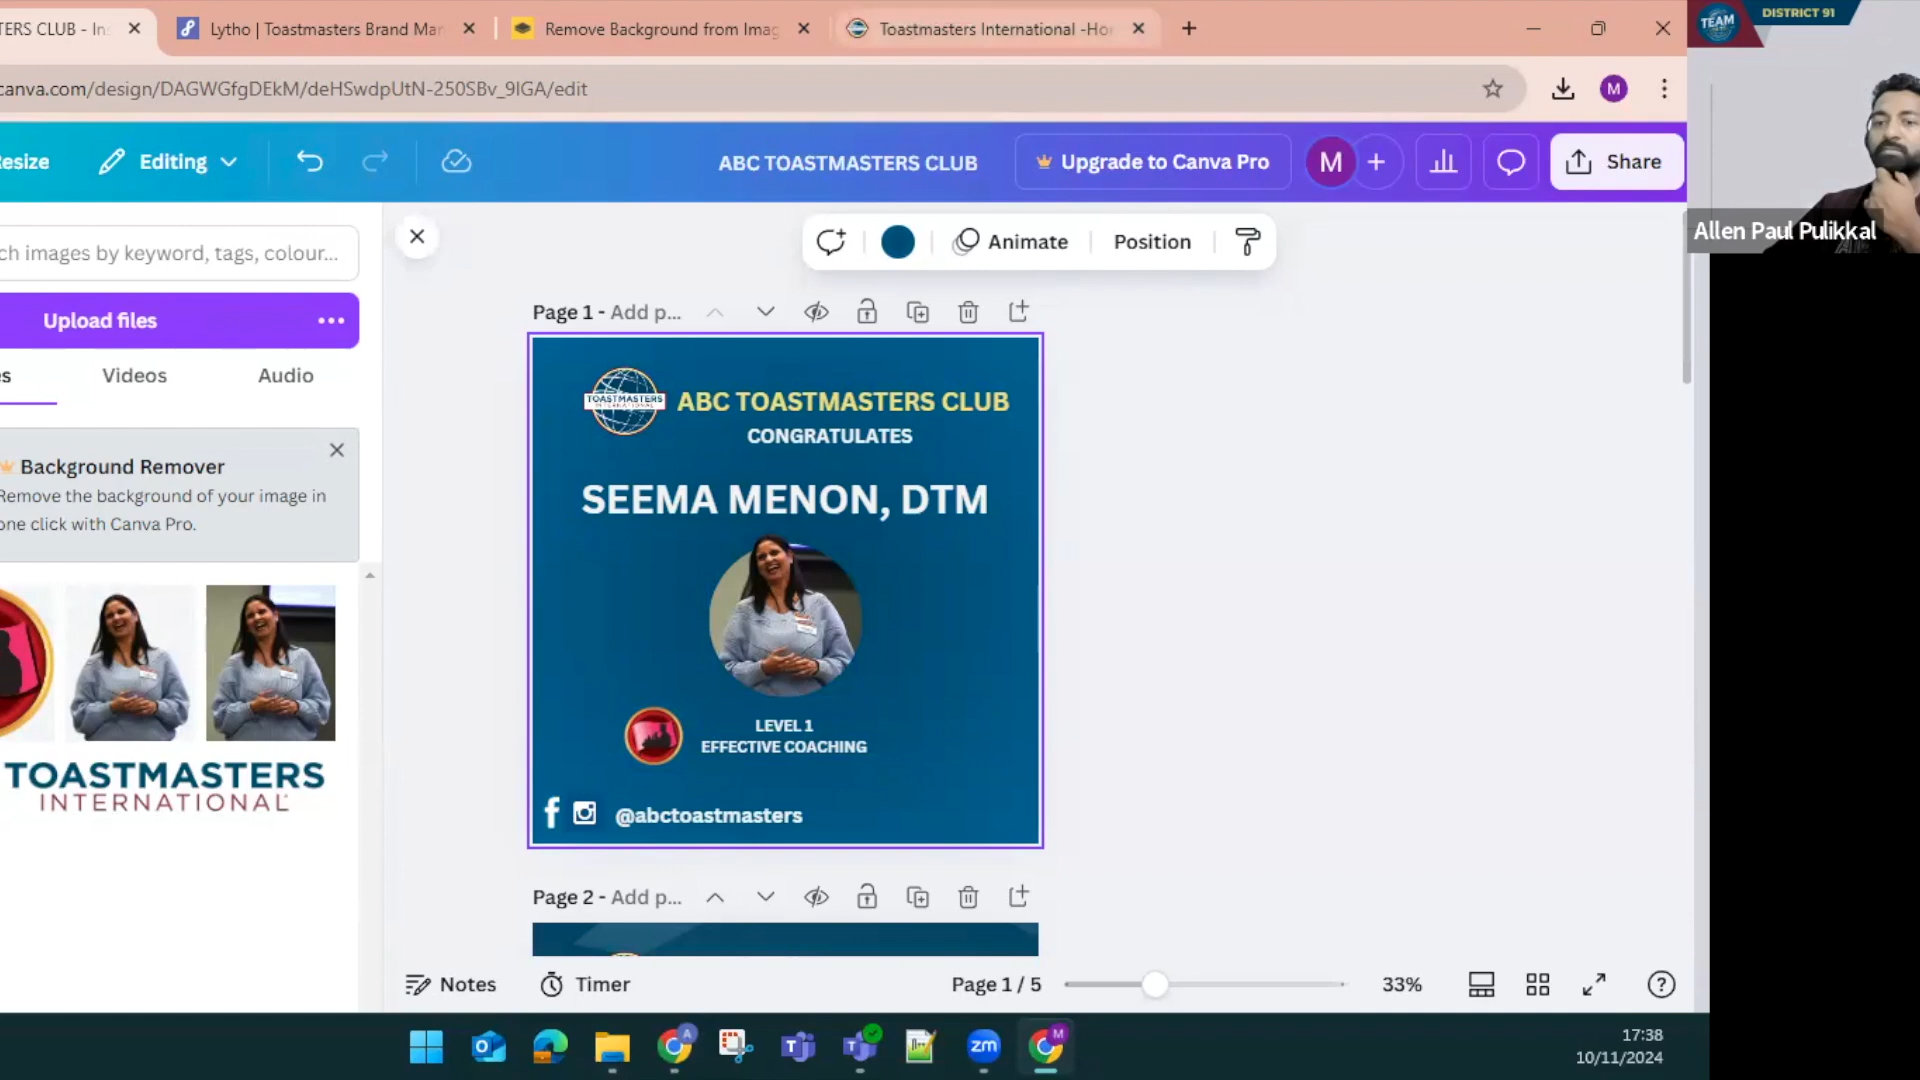 ERS CLUB - In
Lytho | Toastmasters Brand Mar
Remove Background from Imag
Toastmasters International -Ho
TEAM
DISTRICT 91
canva.com/design/DAGWGfgDEkM/deHSwdpUtN-250SBv_9IGA/edit
M
esize
Editing
ABC TOASTMASTERS CLUB
Upgrade to Canva Pro
M
Share
Allen Paul Pulikkal
ch images by keyword, tags, colour...
Animate
Position
Upload files
Page 1 - Add p...
es
Videos
Audio
TOASTMASTERS
INTERNATIONAL
ABC TOASTMASTERS CLUB
CONGRATULATES
Background Remover
Remove the background of your image in
one click with Canva Pro.
SEEMA MENON, DTM
LEVEL 1
EFFECTIVE COACHING
TOASTMASTERS
INTERNATIONAL
@abctoastmasters
Page 2 - Add p...
Notes
Timer
Page 1 / 5
33%
A
M
zm
17:38
10/11/2024